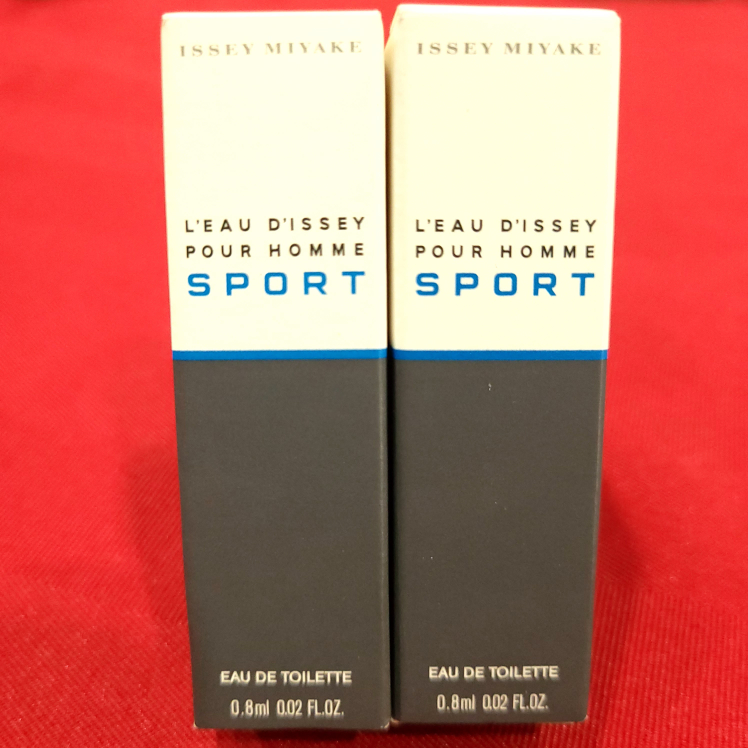 ISSEY MIYAKE
L'EAU D'ISSEY
POUR HOMME
SPORT
EAU DE TOILETTE
0.8ml 0.02 FL.OZ.
ISSEY MIYAKE
L'EAU D'ISSEY
POUR HOMME
SPORT
EAU DE TOILETTE
0.8ml 0.02 FL.OZ.